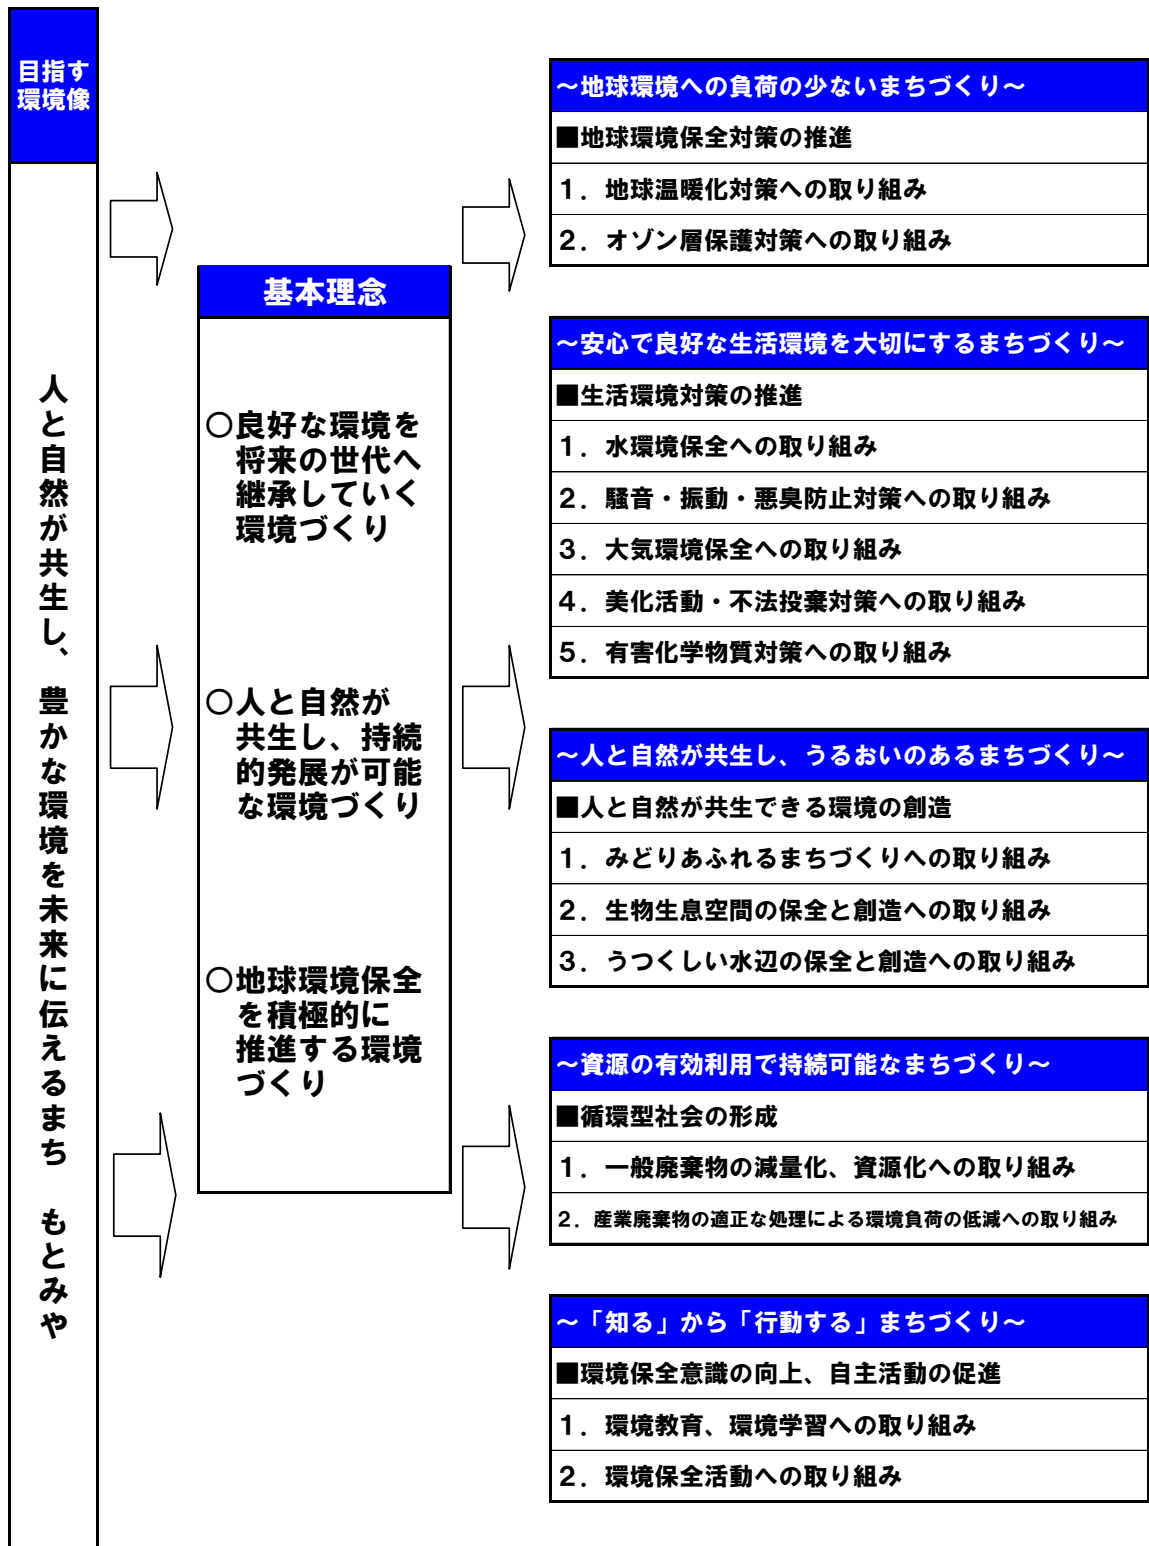 目指す
環境像
人と自然が共生し、豊かな環境を未来に伝えるまち　もとみや
基本理念
○良好な環境を
将来の世代へ
継承していく
環境づくり
○人と自然が
共生し、持続
的発展が可能
な環境づくり
○地球環境保全
を積極的に
推進する環境
づくり
～地球環境への負荷の少ないまちづくり～
■地球環境保全対策の推進
１．地球温暖化対策への取り組み
２．オゾン層保護対策への取り組み
～安心で良好な生活環境を大切にするまちづくり～
■生活環境対策の推進
１．水環境保全への取り組み
２．騒音・振動・悪臭防止対策への取り組み
３．大気環境保全への取り組み
４．美化活動・不法投棄対策への取り組み
５．有害化学物質対策への取り組み
～人と自然が共生し、うるおいのあるまちづくり～
■人と自然が共生できる環境の創造
１．みどりあふれるまちづくりへの取り組み
２．生物生息空間の保全と創造への取り組み
３．うつくしい水辺の保全と創造への取り組み
～資源の有効利用で持続可能なまちづくり～
■循環型社会の形成
１．一般廃棄物の減量化、資源化への取り組み
２．産業廃棄物の適正な処理による環境負荷の低減への取り組み
～「知る」から「行動する」まちづくり～
■環境保全意識の向上、自主活動の促進
１．環境教育、環境学習への取り組み
２．環境保全活動への取り組み